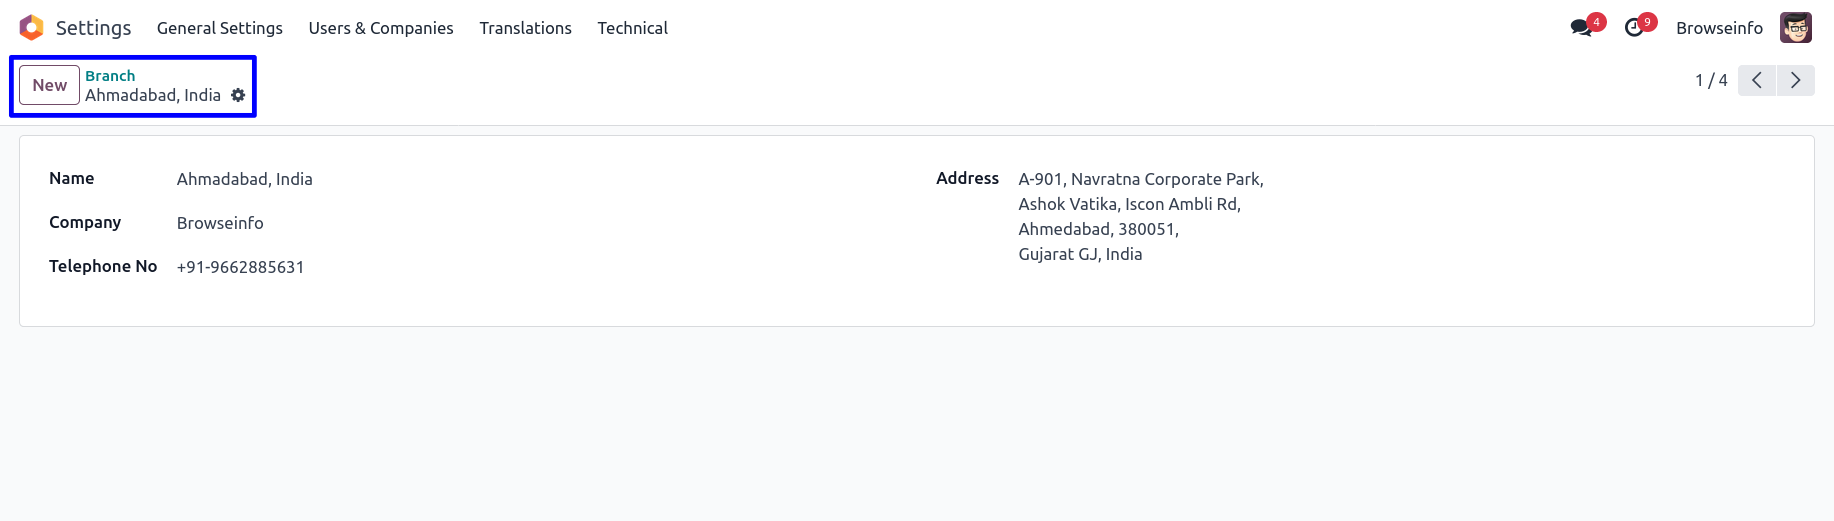 Settings General Settings Users & Companies Translations Technical 4 9 Browseinfo
New Branch
Ahmadabad, India
1 / 4
Name Ahmadabad, India
Company Browseinfo
Telephone No +91-9662885631
Address A-901, Navratna Corporate Park,
Ashok Vatika, Iscon Ambli Rd,
Ahmedabad, 380051,
Gujarat GJ, India